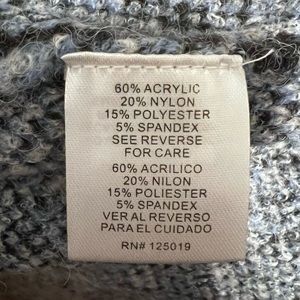 60% ACRYLIC
20% NYLON
15% POLYESTER
5% SPANDEX
SEE REVERSE
FOR CARE
60% ACRILICO
20% NILON
15% POLIESTER
5% SPANDEX
VER AL REVERSO
PARA EL CUIDADO
RN# 125019